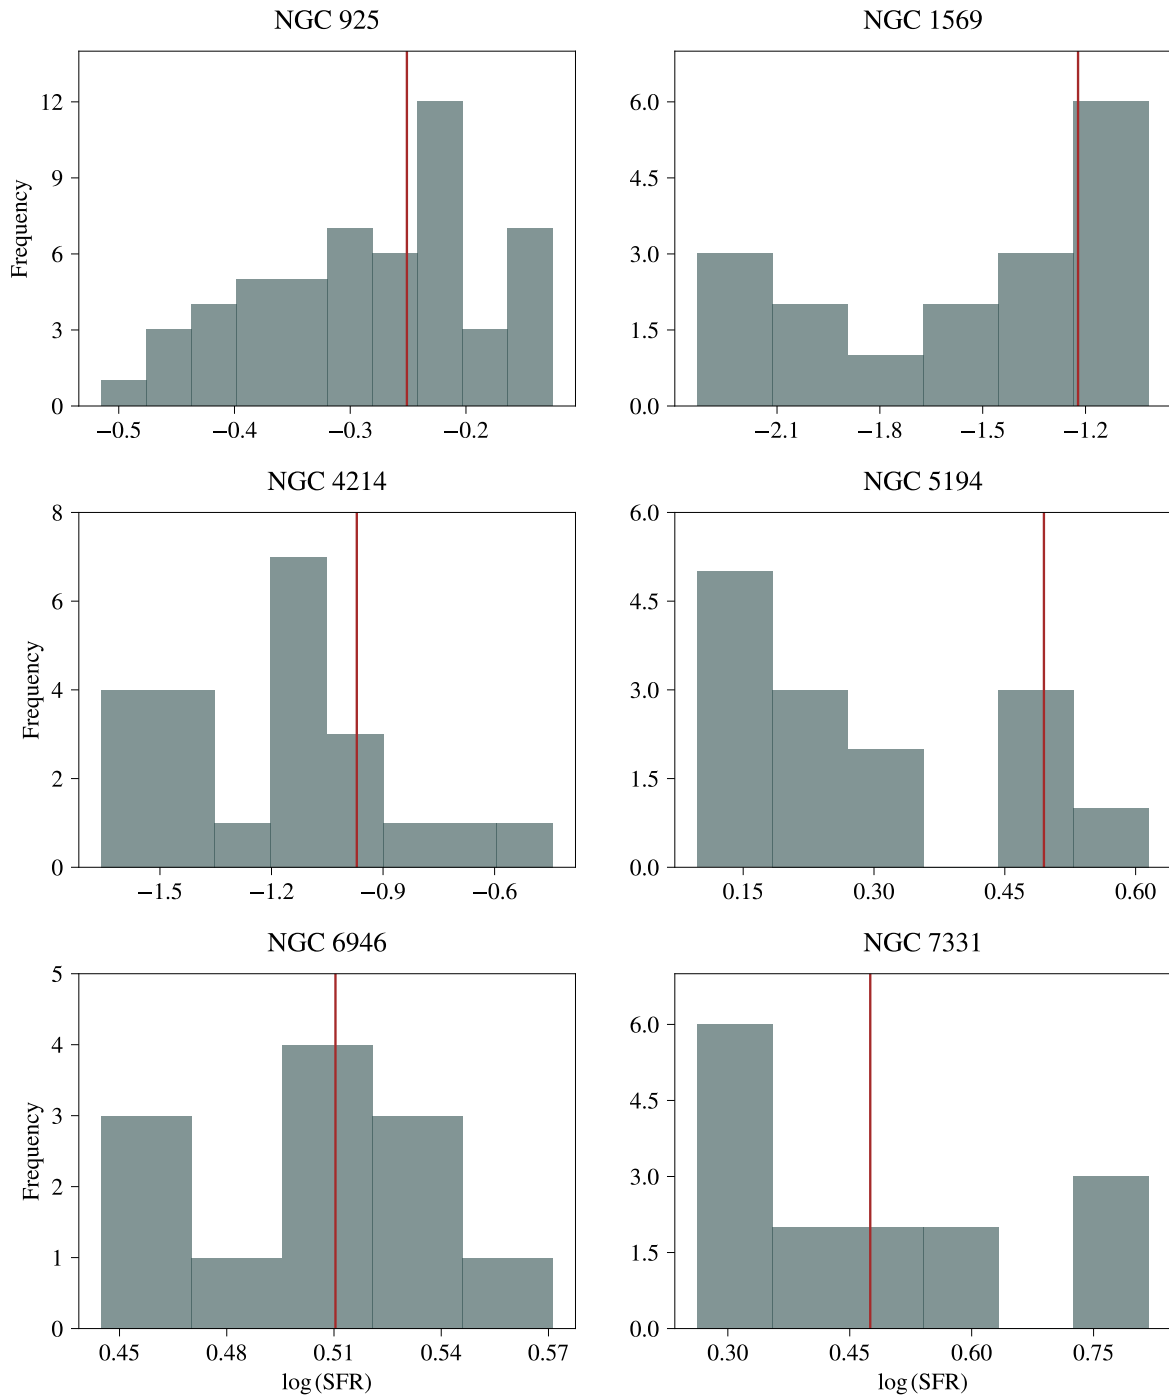 NGC 925
NGC 1569
Frequency
12
9
6
3
0
−0.5 −0.4 −0.3 −0.2
6.0
4.5
3.0
1.5
0.0
−2.1 −1.8 −1.5 −1.2
NGC 4214
NGC 5194
Frequency
8
6
4
2
0
−1.5 −1.2 −0.9 −0.6
6.0
4.5
3.0
1.5
0.0
0.15 0.30 0.45 0.60
NGC 6946
NGC 7331
Frequency
5
4
3
2
1
0
0.45 0.48 0.51 0.54 0.57
log (SFR)
6.0
4.5
3.0
1.5
0.0
0.30 0.45 0.60 0.75
log (SFR)